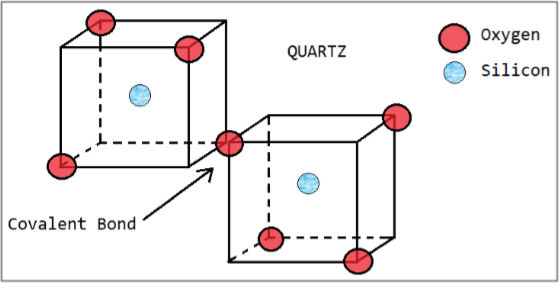 QUARTZ
Oxygen
Silicon
Covalent Bond